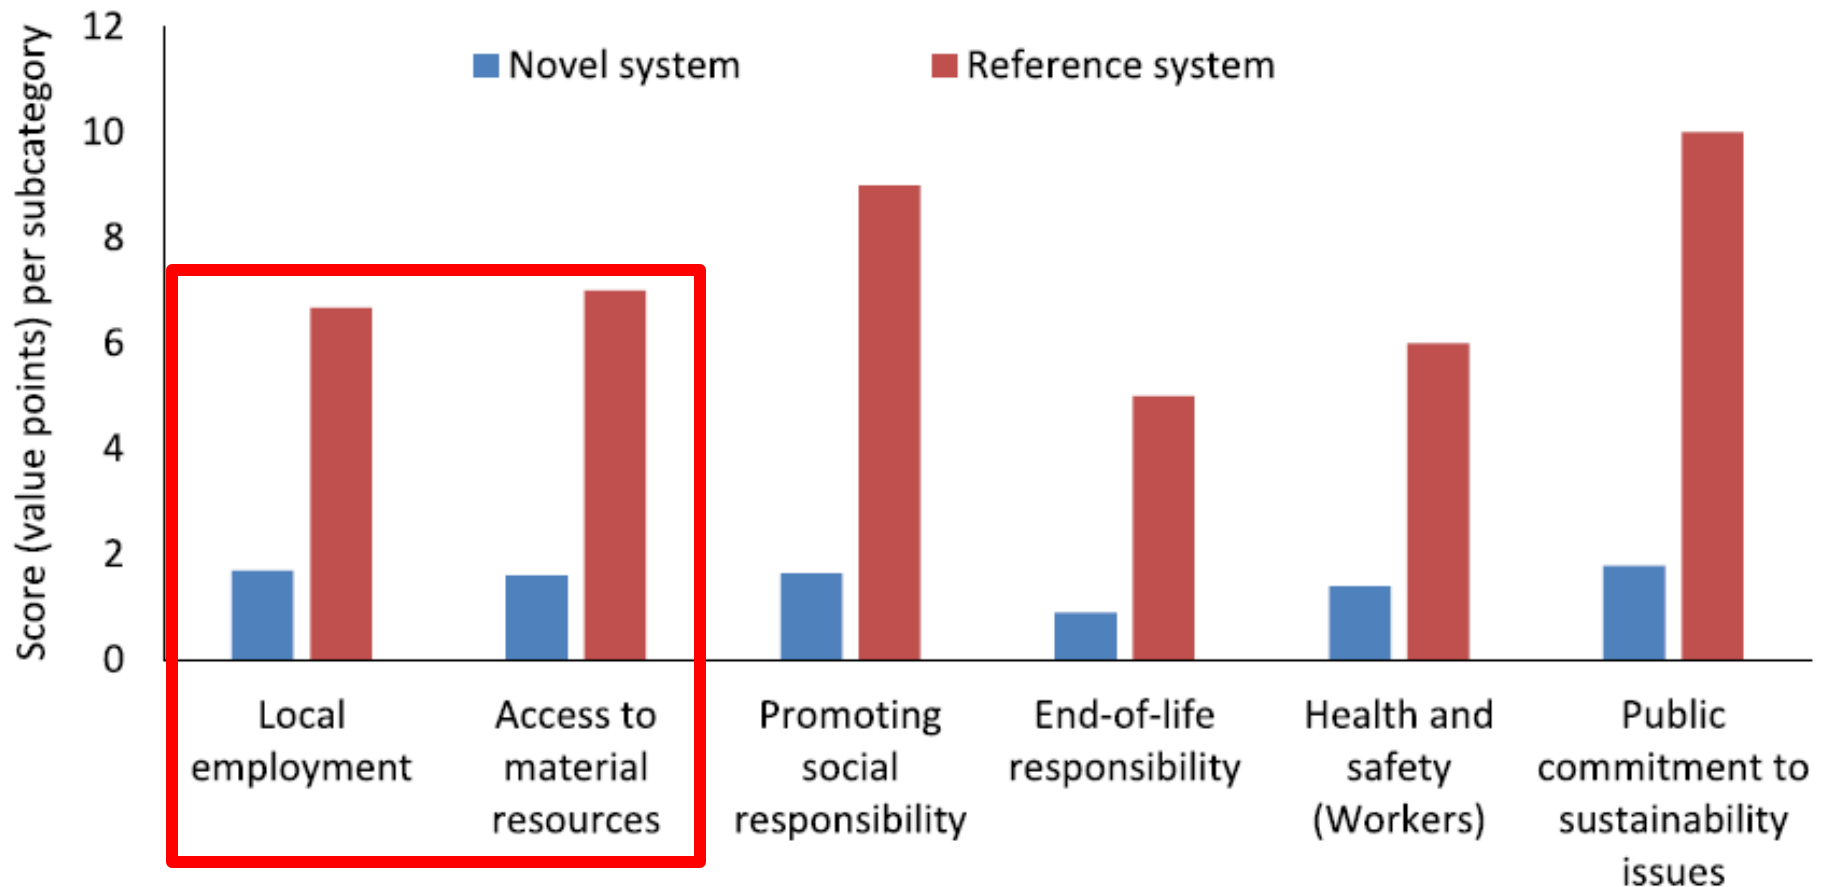 Score (value points) per subcategory
12
10
8
6
4
2
0
Novel system
Reference system
Local
employment
Access to
material
resources
Promoting
social
responsibility
End-of-life
responsibility
Health and
safety
(Workers)
Public
commitment to
sustainability
issues